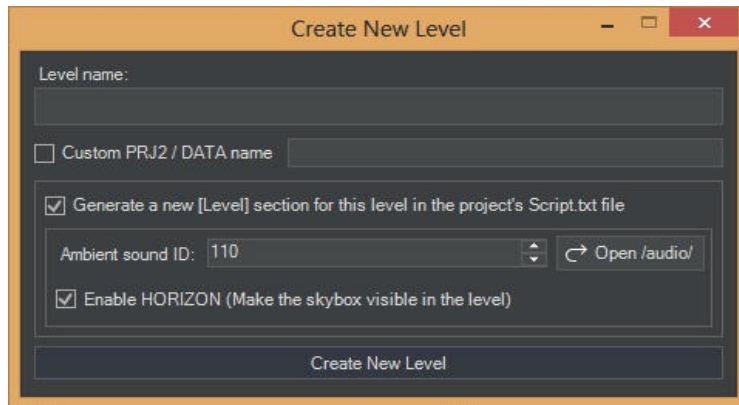 Create New Level
Level name:
Custom PRJ2 / DATA name
Generate a new [Level] section for this level in the project's Script.txt file
Ambient sound ID: 110 Open /audio/
Enable HORIZON (Make the skybox visible in the level)
Create New Level